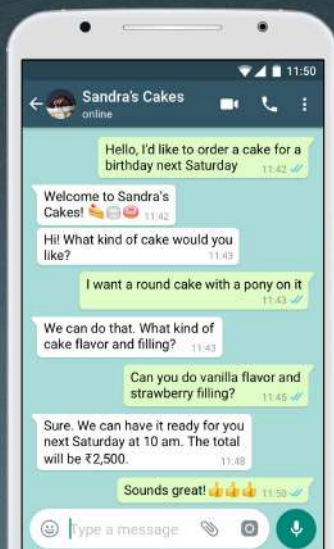 11:50
Sandra's Cakes
online
Hello, I'd like to order a cake for a
birthday next Saturday 11:42
Welcome to Sandra's
Cakes! 🍰🎂🍩 11:42
Hi! What kind of cake would you
like? 11:43
I want a round cake with a pony on it
11:43
We can do that. What kind of
cake flavor and filling? 11:43
Can you do vanilla flavor and
strawberry filling? 11:45
Sure. We can have it ready for you
next Saturday at 10 am. The total
will be ₹2,500. 11:48
Sounds great! 👍👍👍 11:50
Type a message